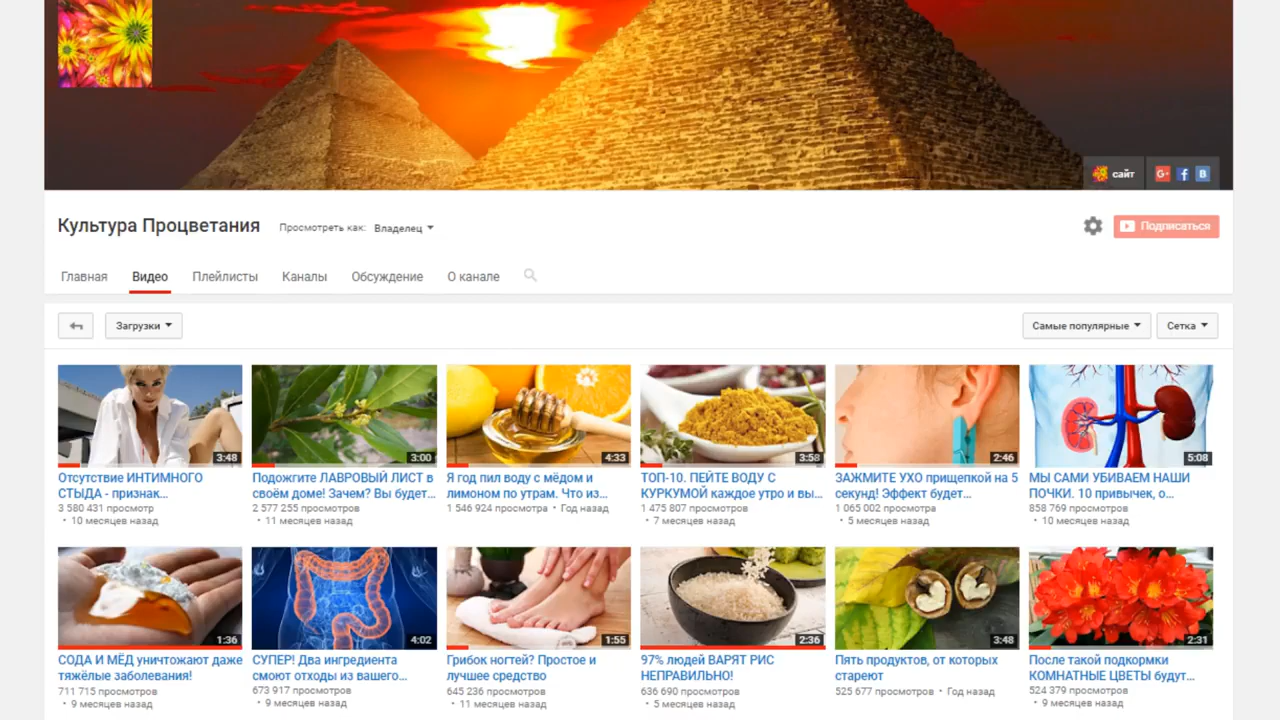 сайт
Культура Процветания
Просмотреть как: Владелец
Подписаться
Главная Видео Плейлисты Каналы Обсуждение О канале
Загрузки
Самые популярные
Сетка
3:48 3:00 4:33 3:58 2:46 5:08
Отсутствие ИНТИМНОГО
СТЫДА - признак...
3 580 431 просмотр
• 10 месяцев назад
Подожгите ЛАВРОВЫЙ ЛИСТ в
своём доме! Зачем? Вы будет...
2 577 255 просмотров
• 11 месяцев назад
Я год пил воду с мёдом и
лимоном по утрам. Что из...
1 546 924 просмотра • Год назад
ТОП-10. ПЕЙТЕ ВОДУ С
КУРКУМОЙ каждое утро и вы...
1 475 807 просмотров
• 7 месяцев назад
ЗАЖМИТЕ УХО прищепкой на 5
секунд! Эффект будет...
1 065 002 просмотра
• 5 месяцев назад
МЫ САМИ УБИВАЕМ НАШИ
ПОЧКИ. 10 привычек, о...
858 769 просмотров
• 10 месяцев назад
1:36 4:02 1:55 2:36 3:48 2:31
СОДА И МЁД уничтожают даже
тяжёлые заболевания!
711 715 просмотров
• 9 месяцев назад
СУПЕР! Два ингредиента
смоют отходы из вашего...
673 917 просмотров
• 9 месяцев назад
Грибок ногтей? Простое и
лучшее средство
645 236 просмотров
• 11 месяцев назад
97% людей ВАРЯТ РИС
НЕПРАВИЛЬНО!
636 690 просмотров
• 5 месяцев назад
Пять продуктов, от которых
стареют
525 677 просмотров • Год назад
После такой подкормки
КОМНАТНЫЕ ЦВЕТЫ будут...
524 379 просмотров
• 9 месяцев назад